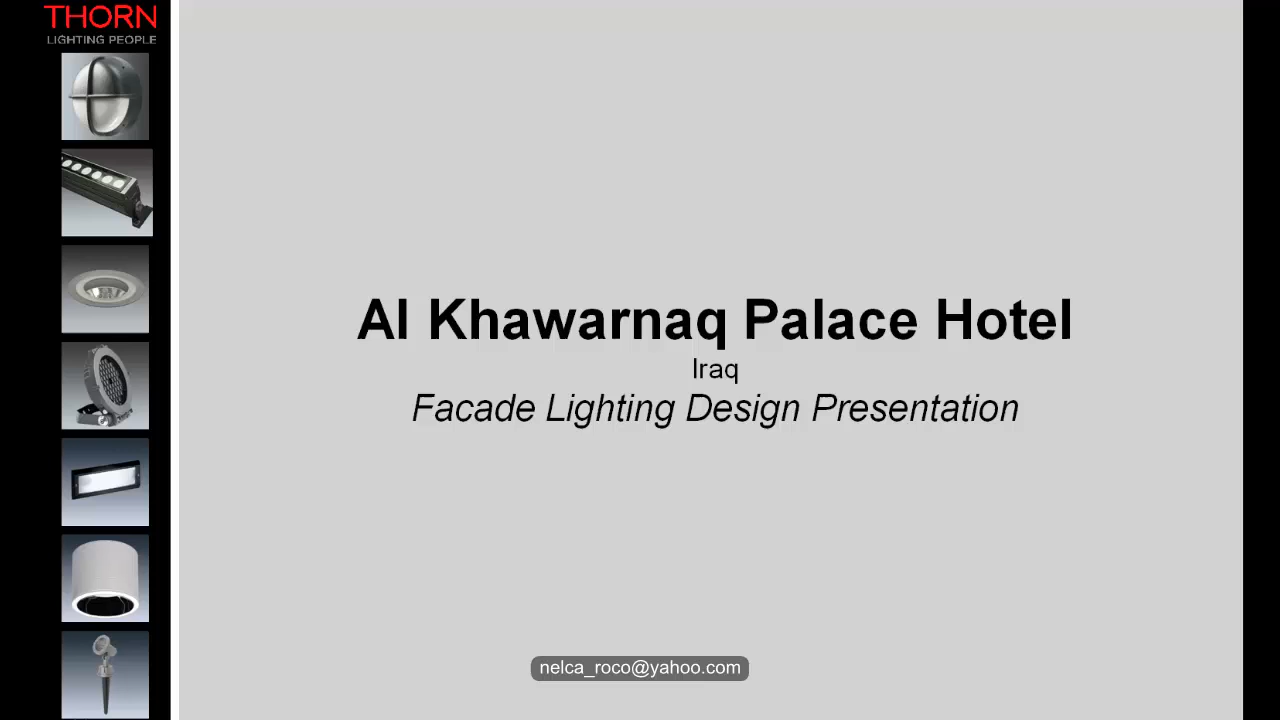 THORN
LIGHTING PEOPLE
Al Khawarnaq Palace Hotel
Iraq
Facade Lighting Design Presentation
nelca_roco@yahoo.com